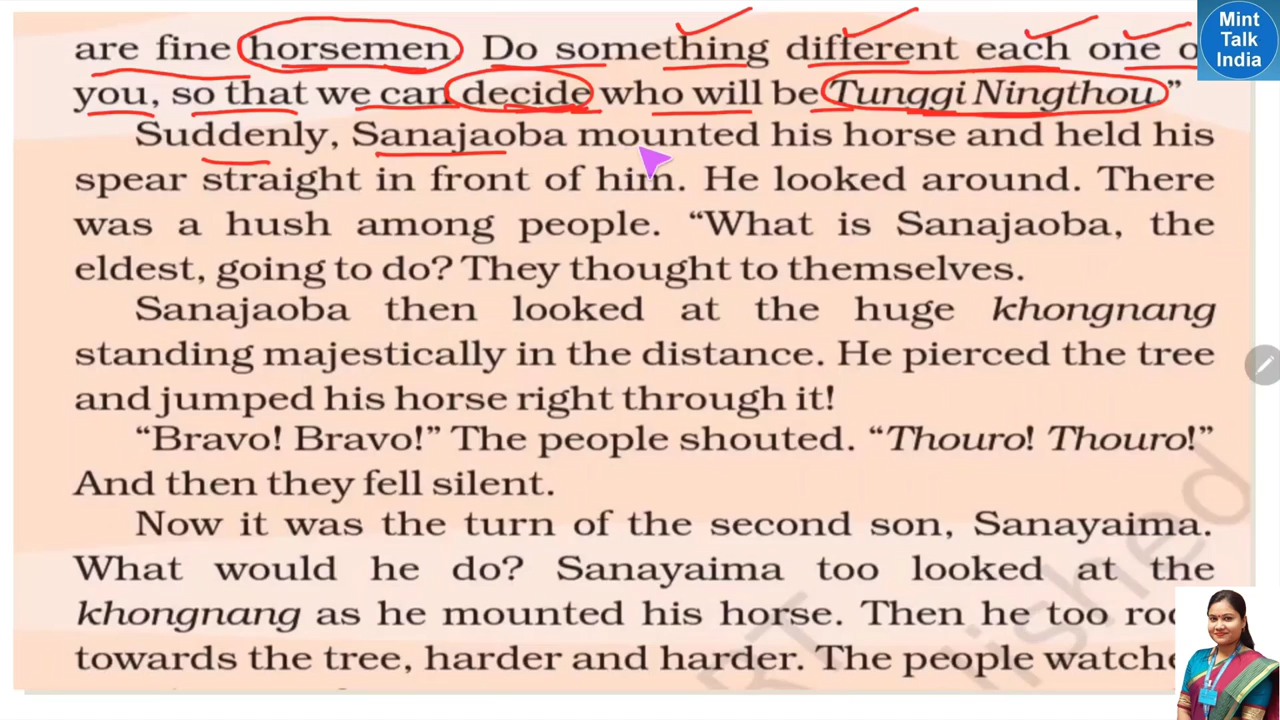 Mint
Talk
India
are fine horsemen. Do something different each one o
you, so that we can decide who will be Tunggi Ningthou."
Suddenly, Sanajaoba mounted his horse and held his
spear straight in front of him. He looked around. There
was a hush among people. “What is Sanajaoba, the
eldest, going to do? They thought to themselves.
Sanajaoba then looked at the huge khongnang
standing majestically in the distance. He pierced the tree
and jumped his horse right through it!
“Bravo! Bravo!” The people shouted. “Thouro! Thouro!”
And then they fell silent.
Now it was the turn of the second son, Sanayaima.
What would he do? Sanayaima too looked at the
khongnang as he mounted his horse. Then he too
towards the tree, harder and harder. The people